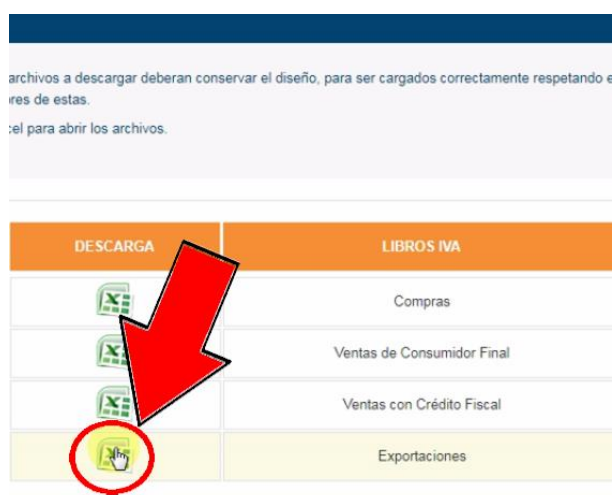 archivos a descargar deberan conservar el diseño, para ser cargados correctamente respetando e
res de estas.
cel para abrir los archivos.
DESCARGA LIBROS IVA
Compras
Ventas de Consumidor Final
Ventas con Crédito Fiscal
Exportaciones